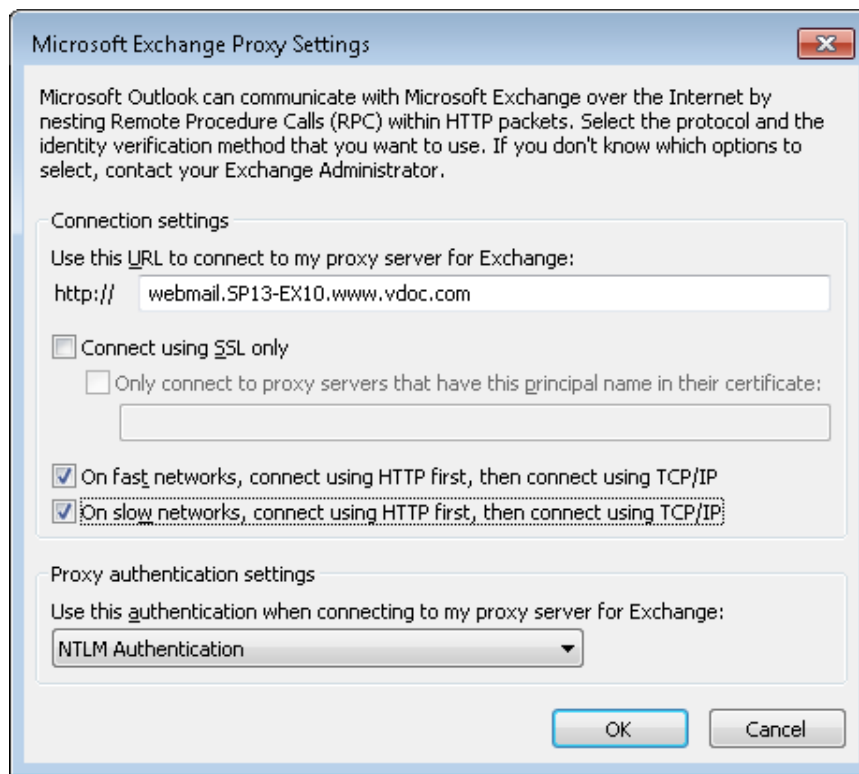 Microsoft Exchange Proxy Settings
Microsoft Outlook can communicate with Microsoft Exchange over the Internet by
nesting Remote Procedure Calls (RPC) within HTTP packets. Select the protocol and the
identity verification method that you want to use. If you don't know which options to
select, contact your Exchange Administrator.
Connection settings
Use this URL to connect to my proxy server for Exchange:
http:// webmail.SP13-EX10.www.vdoc.com
Connect using SSL only
Only connect to proxy servers that have this principal name in their certificate:
On fast networks, connect using HTTP first, then connect using TCP/IP
On slow networks, connect using HTTP first, then connect using TCP/IP
Proxy authentication settings
Use this authentication when connecting to my proxy server for Exchange:
NTLM Authentication
OK Cancel